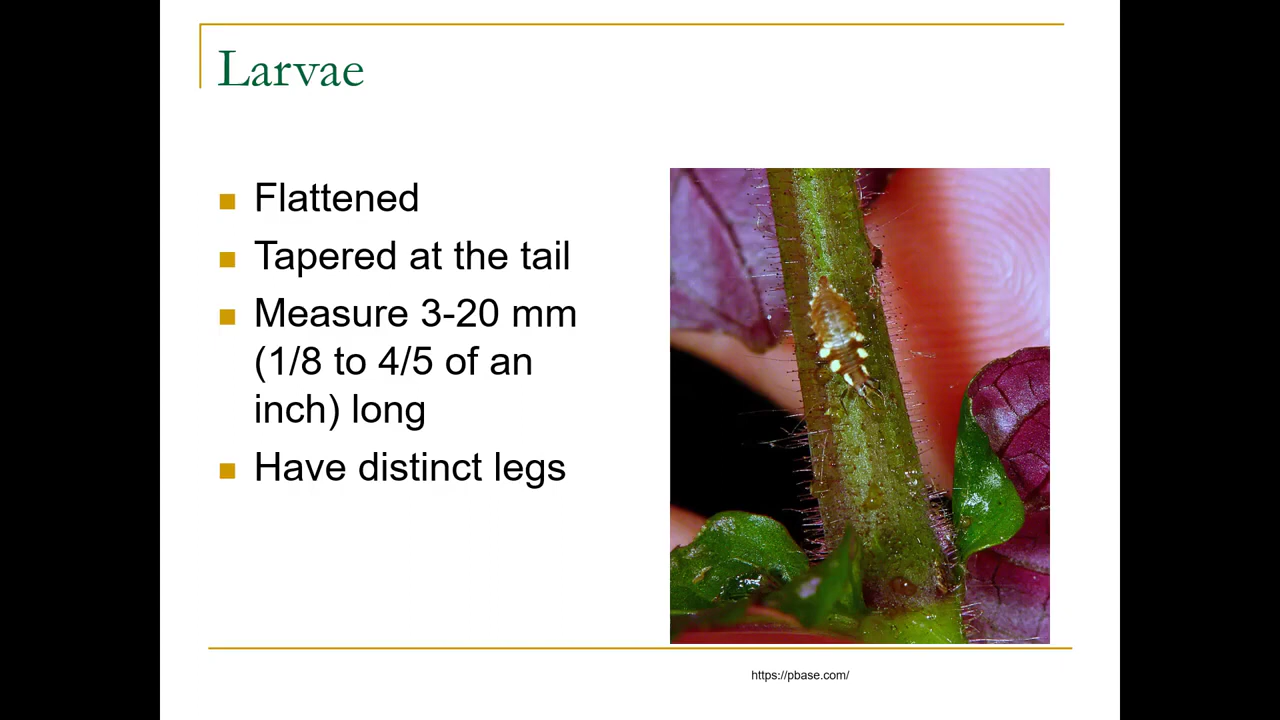 Larvae
Flattened
Tapered at the tail
Measure 3-20 mm
(1/8 to 4/5 of an
inch) long
Have distinct legs
https://pbase.com/